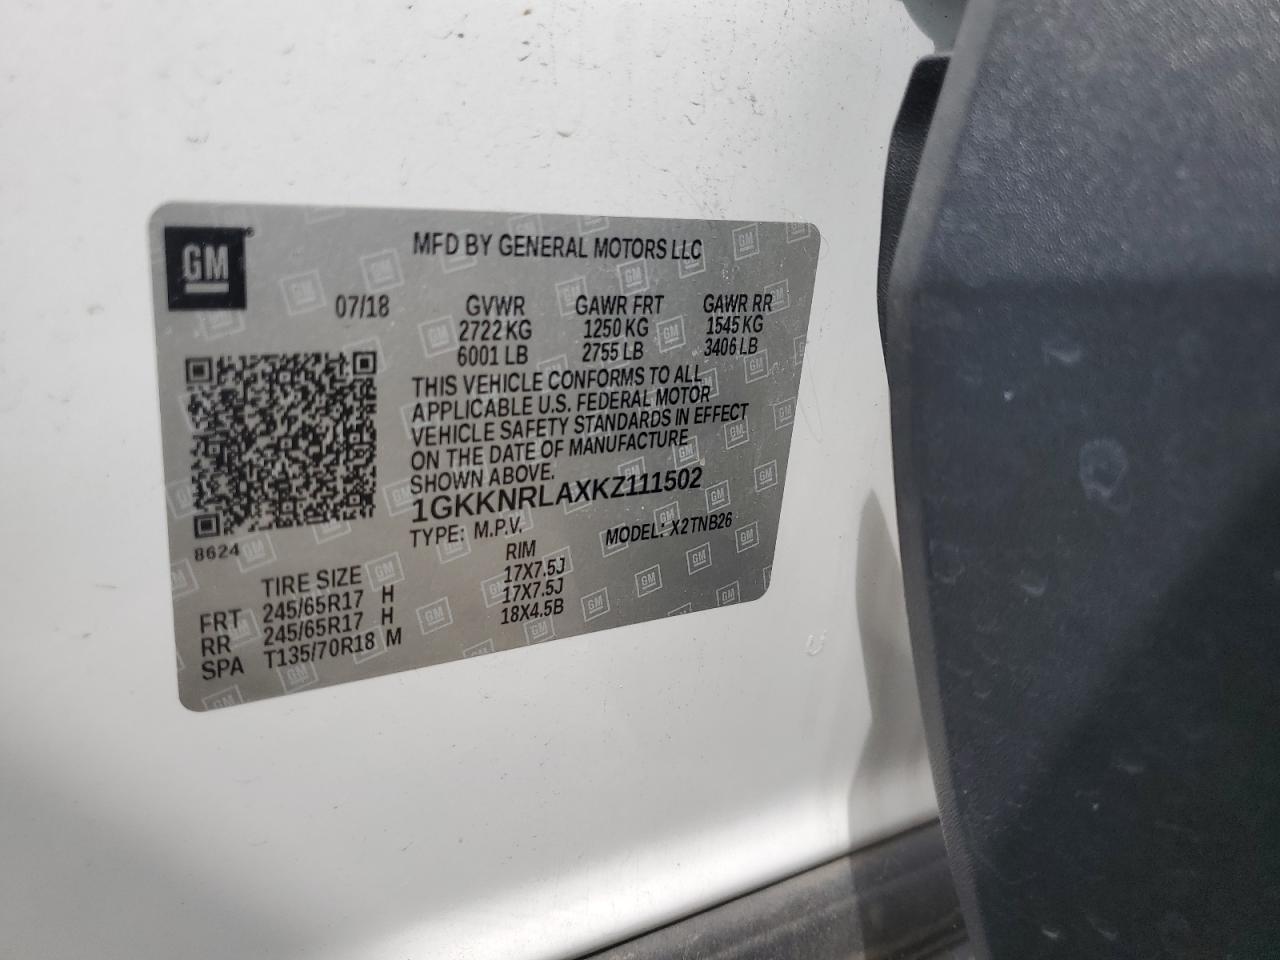 GM
MFD BY GENERAL MOTORS LLC
07/18 GVWR GAWR FRT GAWR RR
2722 KG 1250 KG 1545 KG
6001 LB 2755 LB 3406 LB
THIS VEHICLE CONFORMS TO ALL
APPLICABLE U.S. FEDERAL MOTOR
VEHICLE SAFETY STANDARDS IN EFFECT
ON THE DATE OF MANUFACTURE
SHOWN ABOVE.
1GKKNRLAXKZ111502
TYPE: M.P.V. MODEL: X2TNB26
8624
TIRE SIZE RIM
FRT 245/65R17 H 17X7.5J
RR 245/65R17 H 17X7.5J
SPA T135/70R18 M 18X4.5B